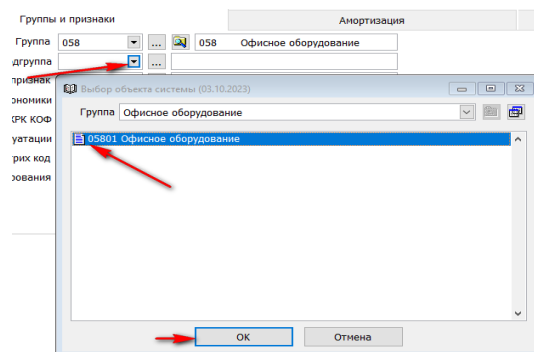 Группы и признаки Амортизация
Группа 058 ... 058 Офисное оборудование
дгруппа ...
признак
Выбор объекта системы (03.10.2023)
ономики
Группа Офисное оборудование
КРК КОФ
уатации
05801 Офисное оборудование
рих код
ования
ОК Отмена